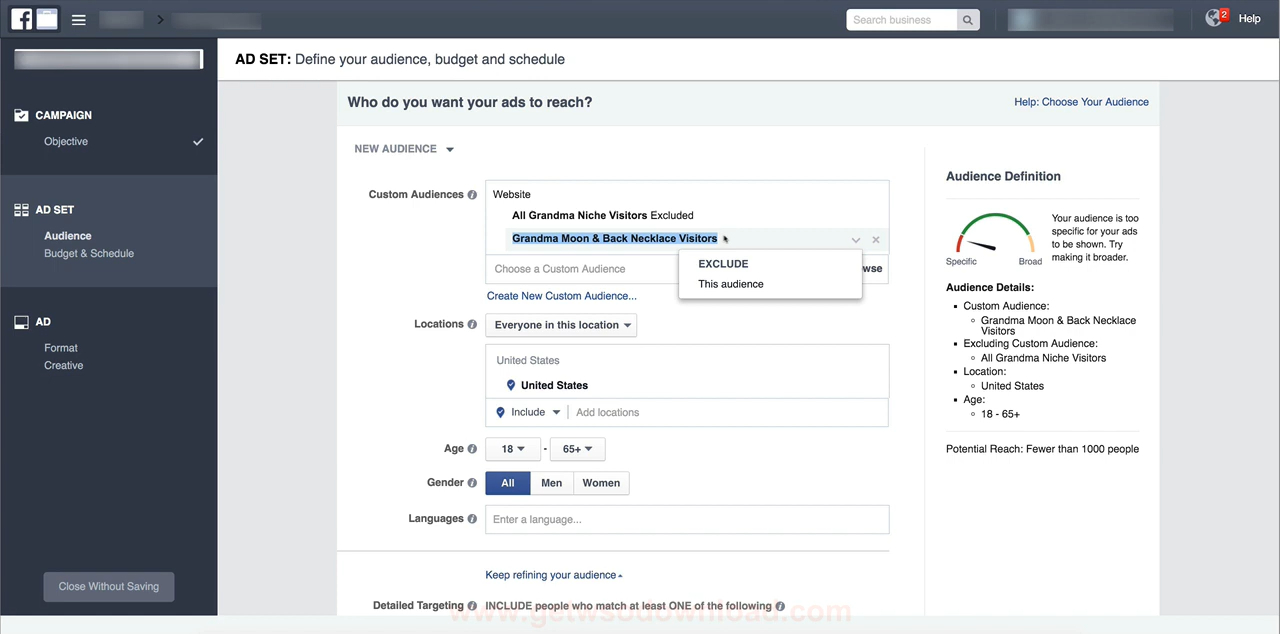 Search business
2
Help
AD SET: Define your audience, budget and schedule
CAMPAIGN
Objective
AD SET
Audience
Budget & Schedule
AD
Format
Creative
Close Without Saving
Who do you want your ads to reach?
Help: Choose Your Audience
NEW AUDIENCE
Custom Audiences
Website
All Grandma Niche Visitors Excluded
Grandma Moon & Back Necklace Visitors
EXCLUDE
This audience
Choose a Custom Audience
wse
Create New Custom Audience...
Locations
Everyone in this location
United States
United States
Include
Add locations
Age
18 - 65+
Gender
All Men Women
Languages
Enter a language...
Keep refining your audience
Detailed Targeting
INCLUDE people who match at least ONE of the following
Audience Definition
Specific
Broad
Your audience is too
specific for your ads
to be shown. Try
making it broader.
Audience Details:
Custom Audience:
Grandma Moon & Back Necklace
Visitors
Excluding Custom Audience:
All Grandma Niche Visitors
Location:
United States
Age:
18 - 65+
Potential Reach: Fewer than 1000 people
www.getwsodownload.com